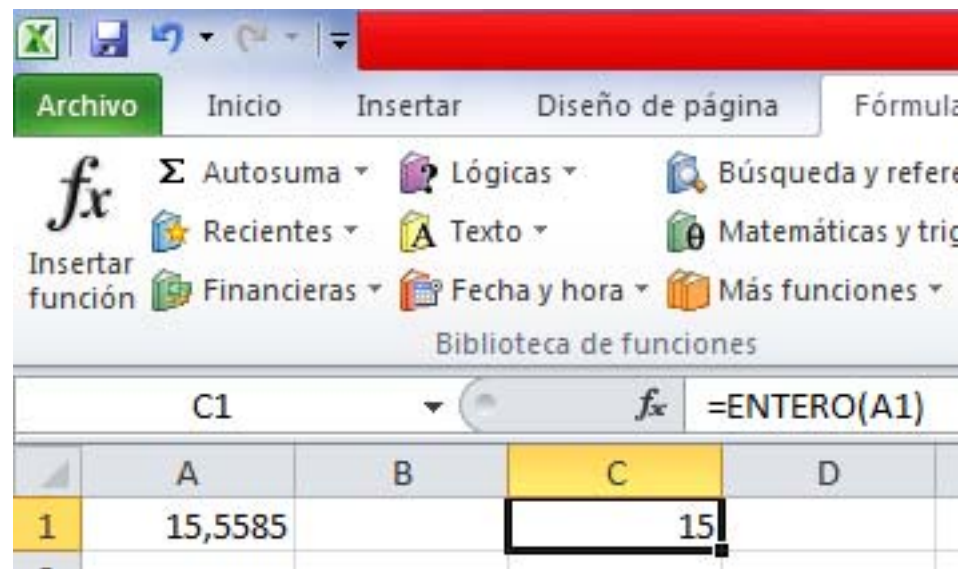 Archivo Inicio Insertar Diseño de página Fórmula
fx Σ Autosuma Lógicas Búsqueda y refere
Recientes A Texto θ Matemáticas y trig
Insertar
función Financieras Fecha y hora Más funciones
Biblioteca de funciones
C1 fx =ENTERO(A1)
A B C D
1 15,5585 15